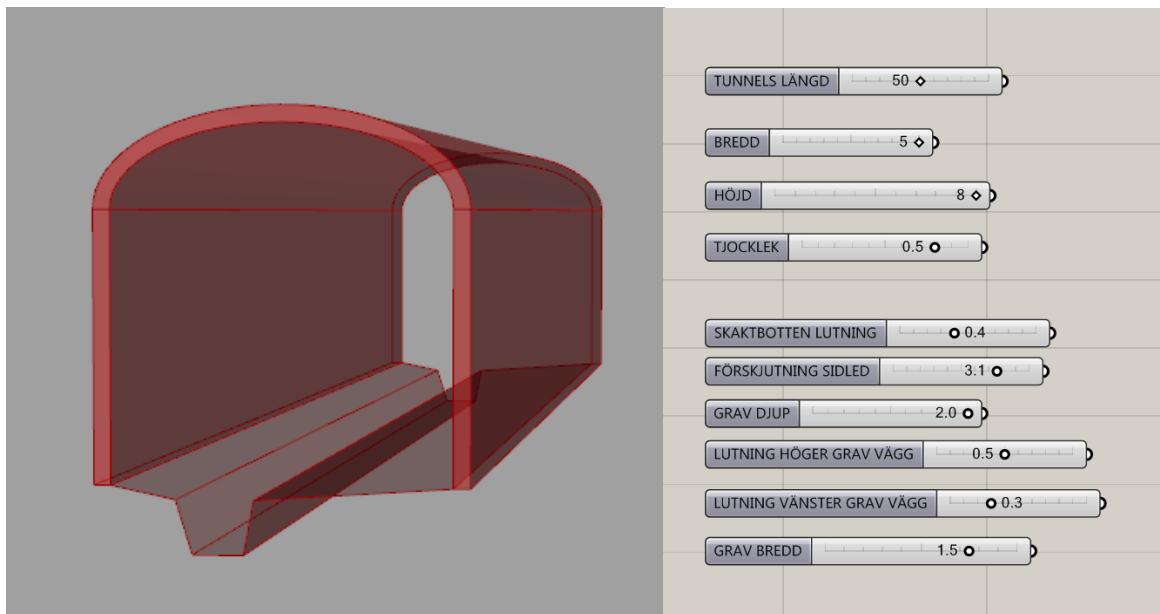 TUNNELS LÄNGD 50
BREDD 5
HÖJD 8
TJOCKLEK 0.5
SKAKTBOTTEN LUTNING 0.4
FÖRSKJUTNING SIDLED 3.1
GRAV DJUP 2.0
LUTNING HÖGER GRAV VÄGG 0.5
LUTNING VÄNSTER GRAV VÄGG 0.3
GRAV BREDD 1.5